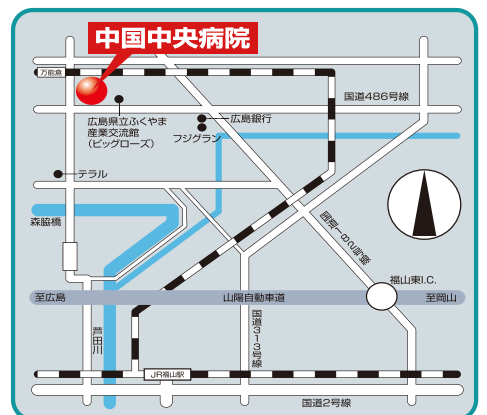 中国中央病院
万能倉
国道486号線
広島県立ふくやま
産業交流館
(ビッグローズ)
広島銀行
フジグラン
テラル
森脇橋
国道182号線
福山東I.C.
至広島
山陽自動車道
至岡山
芦田川
国道313号線
JR福山駅
国道2号線